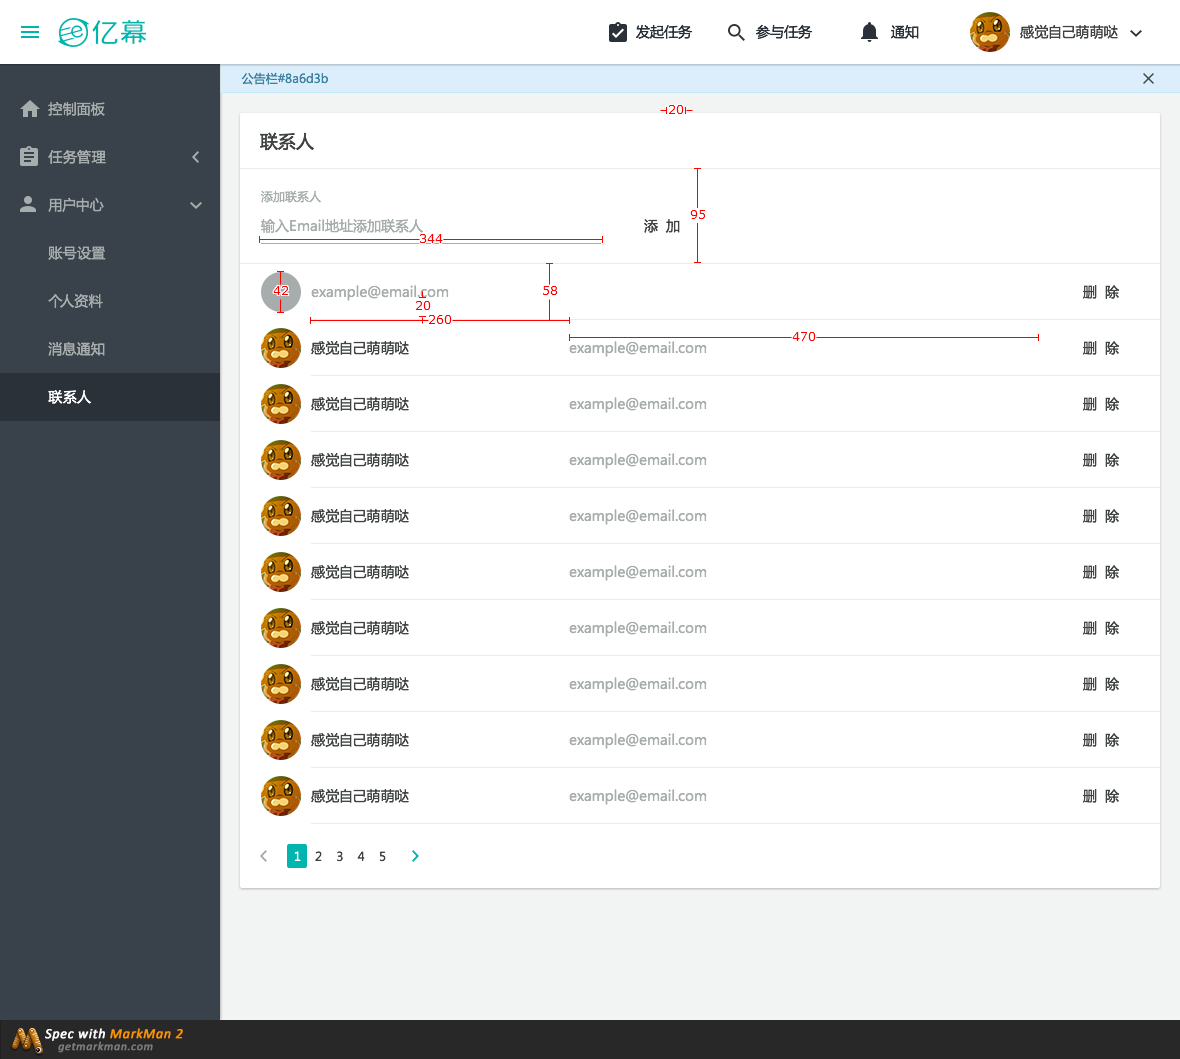 亿幕
发起任务
参与任务
通知
感觉自己萌萌哒
公告栏#8a6d3b
控制面板
任务管理
用户中心
账号设置
个人资料
消息通知
联系人
20
联系人
添加联系人
输入Email地址添加联系人
344
添 加
95
42
example@email.com
20
260
58
删 除
470
感觉自己萌萌哒 example@email.com 删 除
感觉自己萌萌哒 example@email.com 删 除
感觉自己萌萌哒 example@email.com 删 除
感觉自己萌萌哒 example@email.com 删 除
感觉自己萌萌哒 example@email.com 删 除
感觉自己萌萌哒 example@email.com 删 除
感觉自己萌萌哒 example@email.com 删 除
感觉自己萌萌哒 example@email.com 删 除
感觉自己萌萌哒 example@email.com 删 除
1 2 3 4 5
Spec with MarkMan 2
getmarkman.com